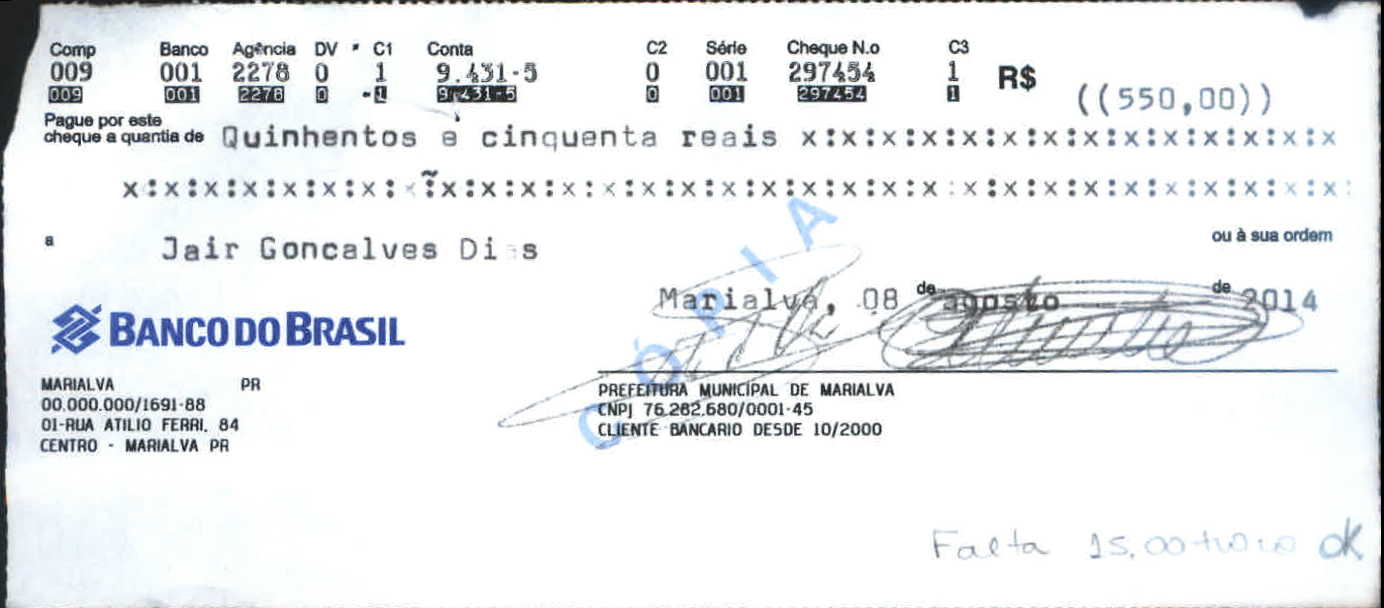 Comp Banco Agência DV C1 Conta C2 Série Cheque N.o C3
009 001 2278 0 1 9.431-5 0 001 297454 1 R$ ((550,00))
009 001 2278 0 -1 9.431-5 0 001 297454 1
Pague por este
cheque a quantia de Quinhentos e cinquenta reais x:x:x:x:x:x:x:x:x:x:x:x:x:x
x:x:x:x:x:x:x:x:x:x:x:x:x:x:x:x:x:x:x:x:x:x:x:x:x:x:x:x:x:x:
a Jair Goncalves Dias ou à sua ordem
Marialva, 08 de agosto de 2014
CÓPIA
BANCO DO BRASIL
MARIALVA PR
00.000.000/1691-88
01-RUA ATILIO FERRI, 84
CENTRO - MARIALVA PR
PREFEITURA MUNICIPAL DE MARIALVA
CNPJ 76.282.680/0001-45
CLIENTE BANCARIO DESDE 10/2000
Falta 15,00 ok